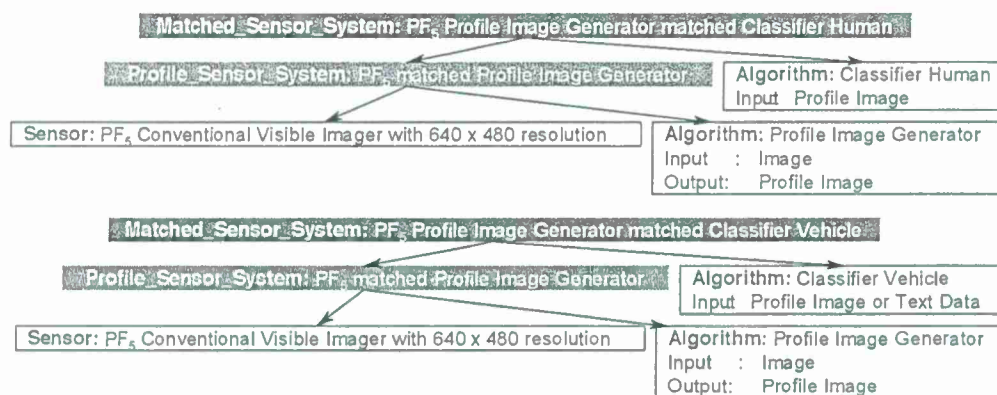 Matched_Sensor_System: PF5 Profile Image Generator matched Classifier Human
Profile_Sensor_System: PF5 matched Profile Image Generator
Algorithm: Classifier Human
Input Profile Image
Sensor: PF5 Conventional Visible Imager with 640 x 480 resolution
Algorithm: Profile Image Generator
Input : Image
Output: Profile Image
Matched_Sensor_System: PF5 Profile Image Generator matched Classifier Vehicle
Profile_Sensor_System: PF5 matched Profile Image Generator
Algorithm: Classifier Vehicle
Input Profile Image or Text Data
Sensor: PF5 Conventional Visible Imager with 640 x 480 resolution
Algorithm: Profile Image Generator
Input : Image
Output: Profile Image